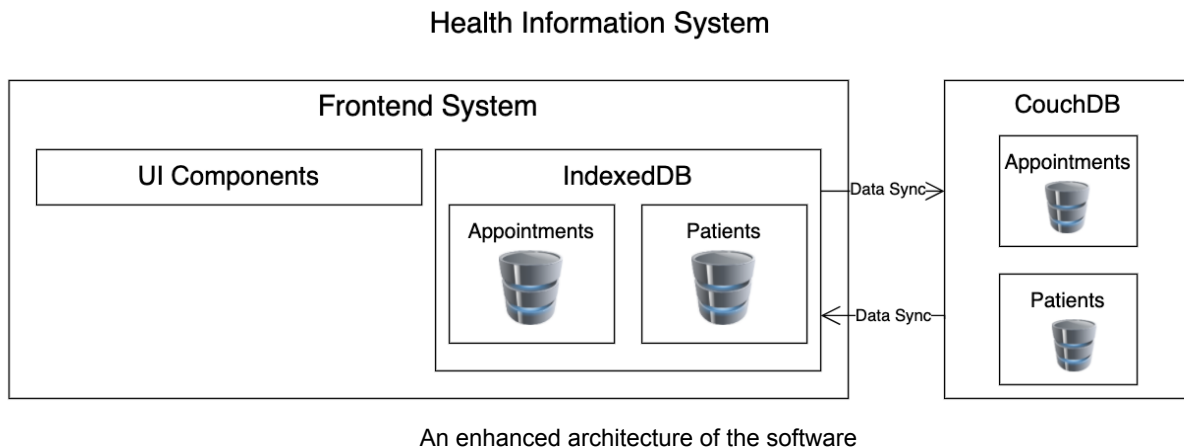 Health Information System
Frontend System
UI Components
IndexedDB
Appointments
Patients
Data Sync
Data Sync
CouchDB
Appointments
Patients
An enhanced architecture of the software